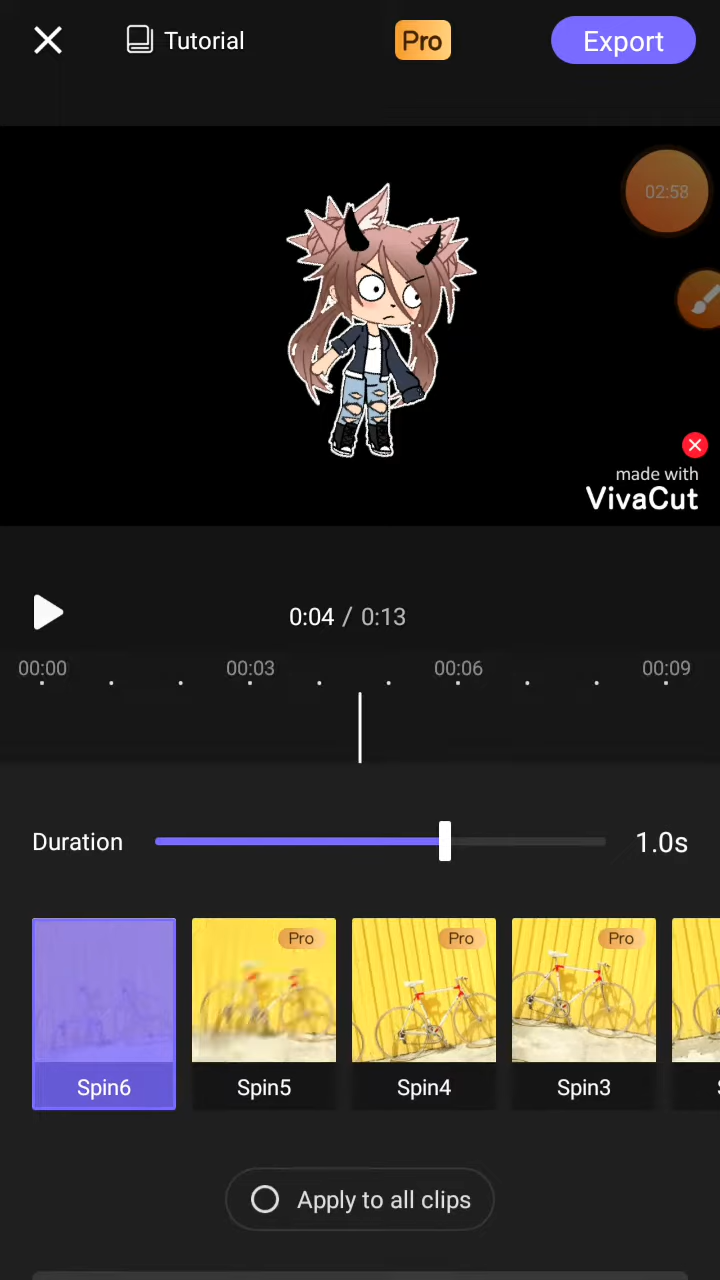 Tutorial
Pro
Export
02:58
made with
VivaCut
0:04 / 0:13
00:00
00:03
00:06
00:09
Duration
1.0s
Pro
Pro
Pro
Spin6
Spin5
Spin4
Spin3
Apply to all clips